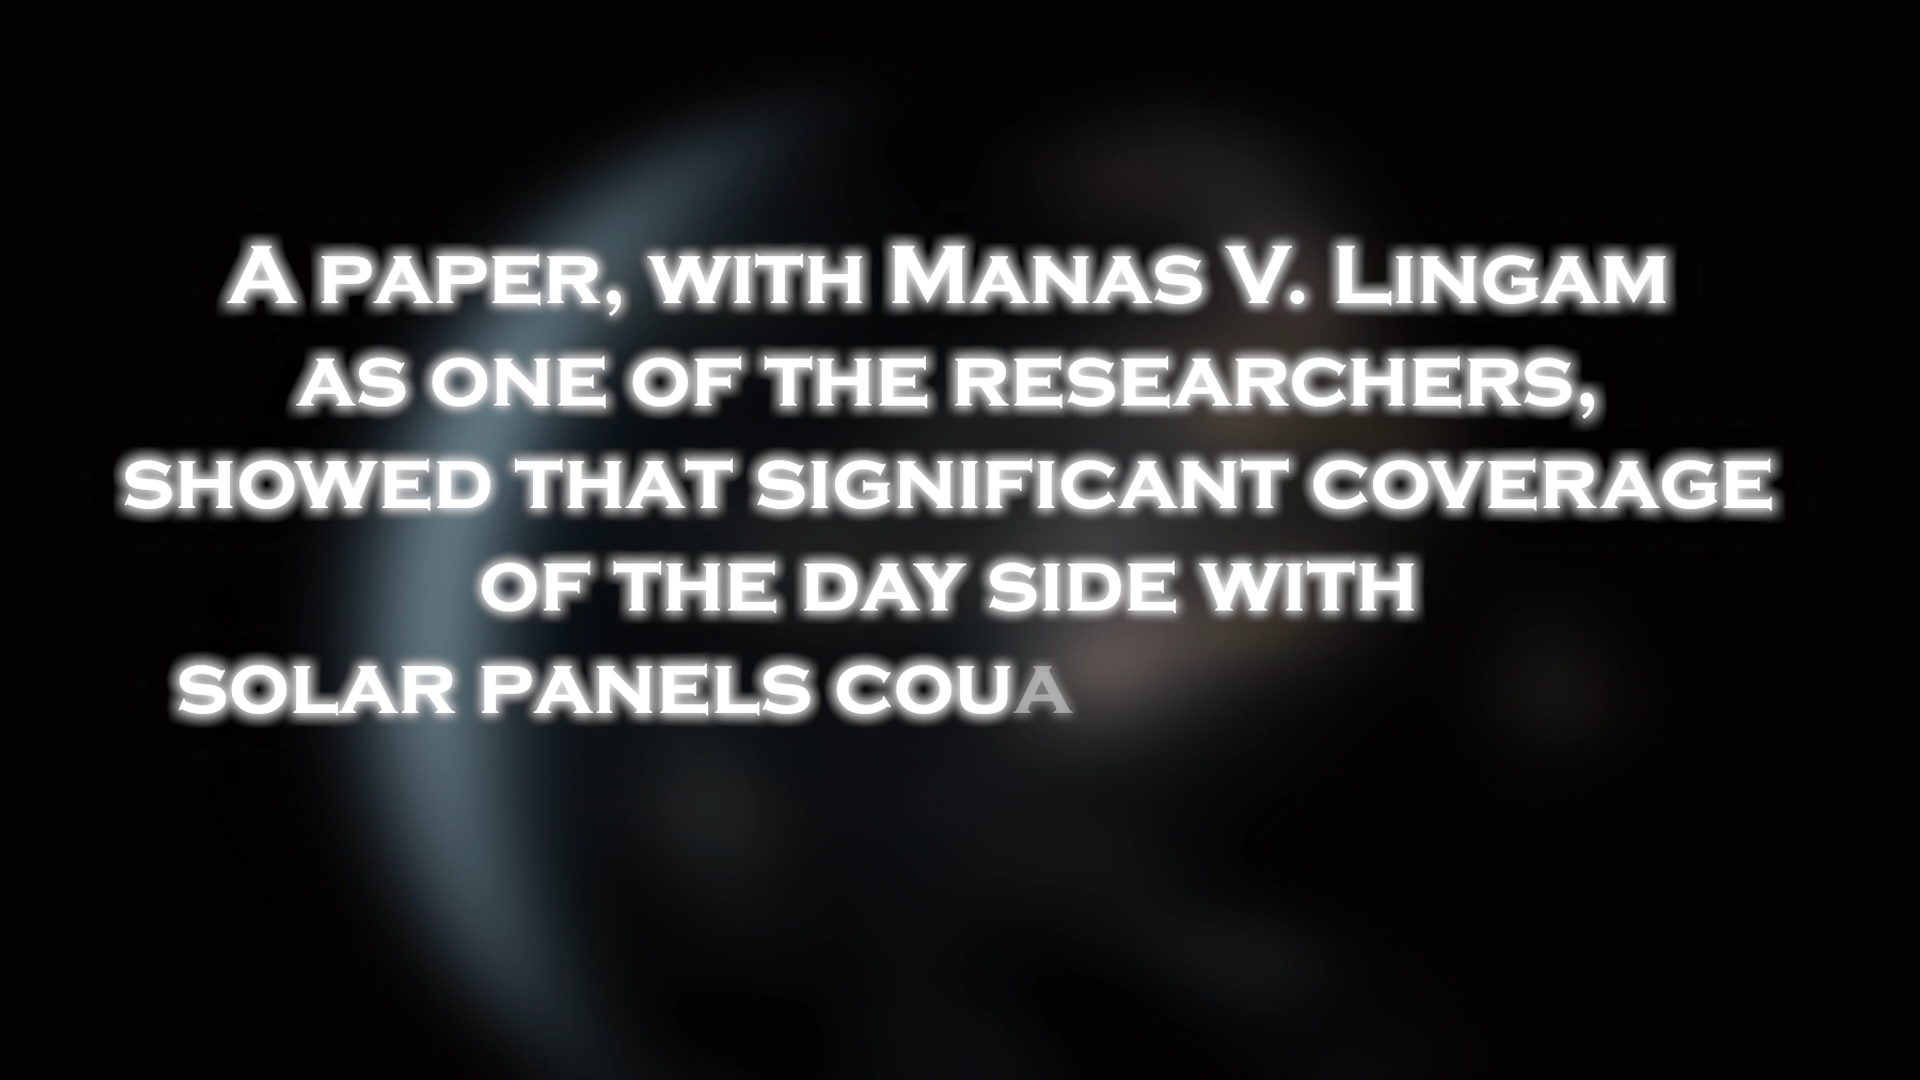 A PAPER, WITH MANAS V. LINGAM
AS ONE OF THE RESEARCHERS,
SHOWED THAT SIGNIFICANT COVERAGE
OF THE DAY SIDE WITH
SOLAR PANELS COUA